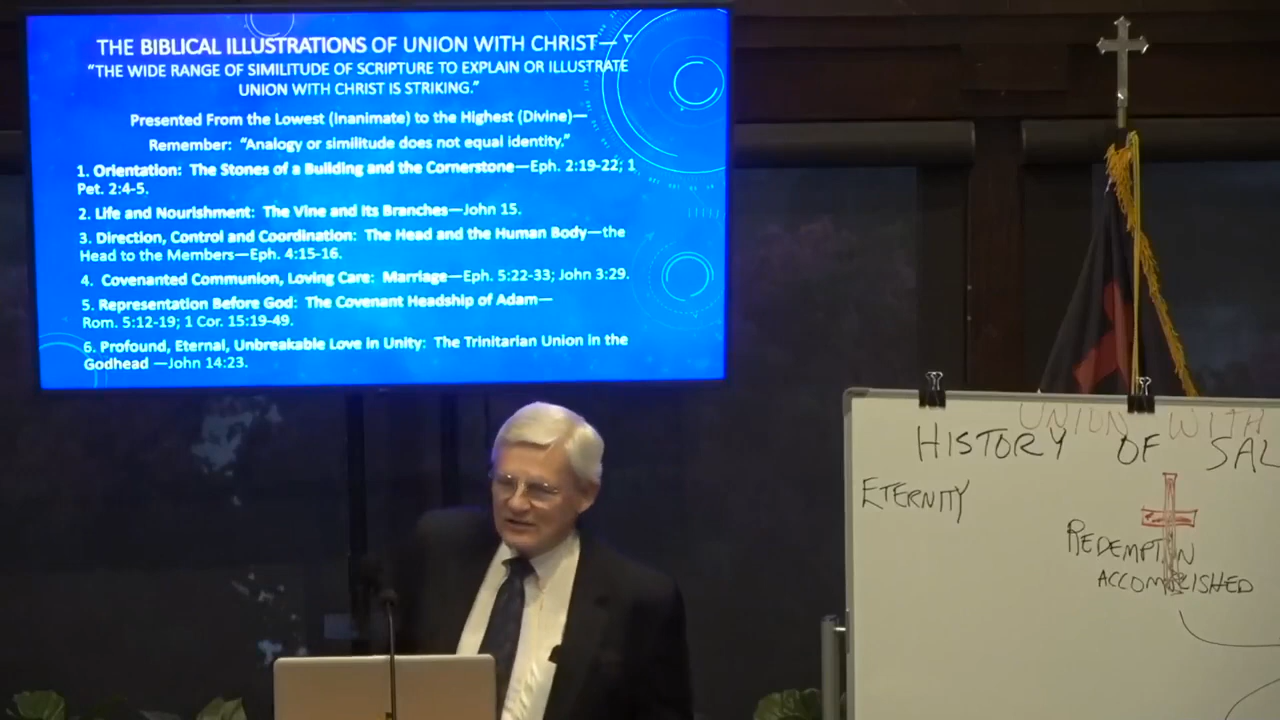 THE BIBLICAL ILLUSTRATIONS OF UNION WITH CHRIST—
"THE WIDE RANGE OF SIMILITUDE OF SCRIPTURE TO EXPLAIN OR ILLUSTRATE
UNION WITH CHRIST IS STRIKING."
Presented From the Lowest (Inanimate) to the Highest (Divine)—
Remember: "Analogy or similitude does not equal identity."
1. Orientation: The Stones of a Building and the Cornerstone—Eph. 2:19-22; 1
Pet. 2:4-5.
2. Life and Nourishment: The Vine and Its Branches—John 15.
3. Direction, Control and Coordination: The Head and the Human Body—the
Head to the Members—Eph. 4:15-16.
4. Covenanted Communion, Loving Care: Marriage—Eph. 5:22-33; John 3:29.
5. Representation Before God: The Covenant Headship of Adam—
Rom. 5:12-19; 1 Cor. 15:19-49.
6. Profound, Eternal, Unbreakable Love in Unity: The Trinitarian Union in the
Godhead —John 14:23.
UNION WITH
HISTORY OF SAL
ETERNITY
REDEMPTION
ACCOMPLISHED